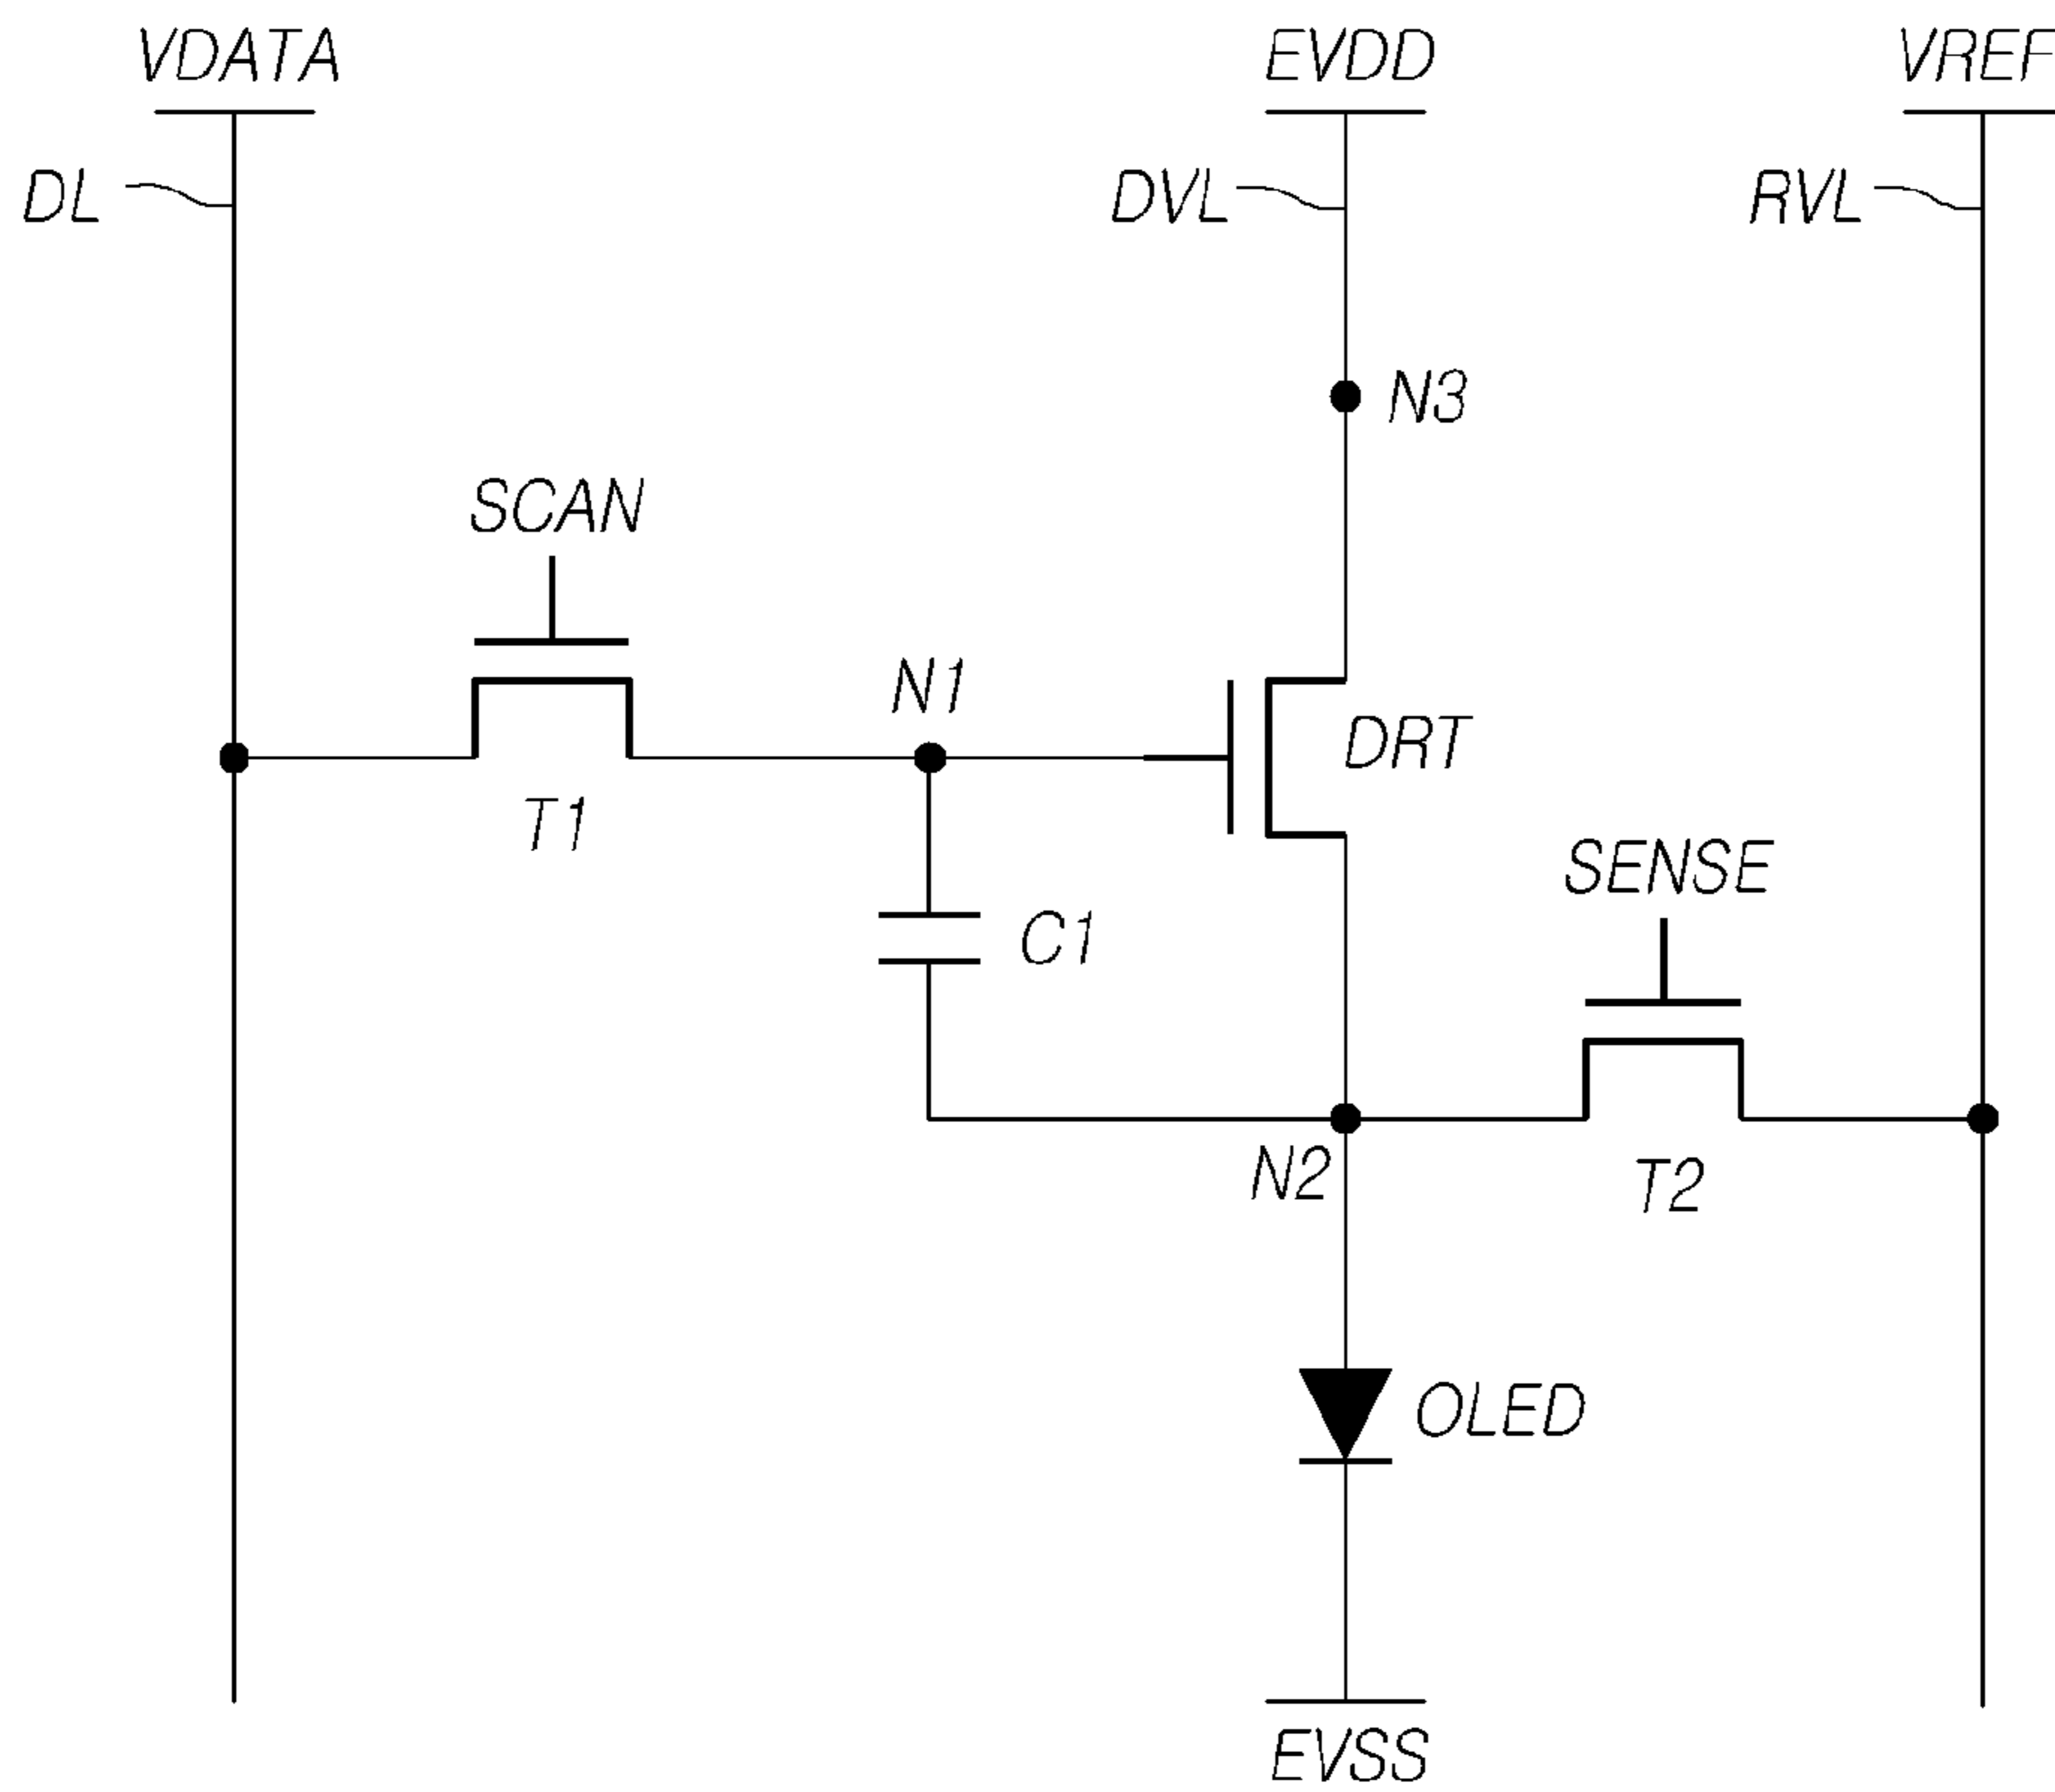 VDATA
EVDD
VREF
DL
DVL
RVL
N3
SCAN
N1
DRT
T1
SENSE
C1
N2
T2
OLED
EVSS